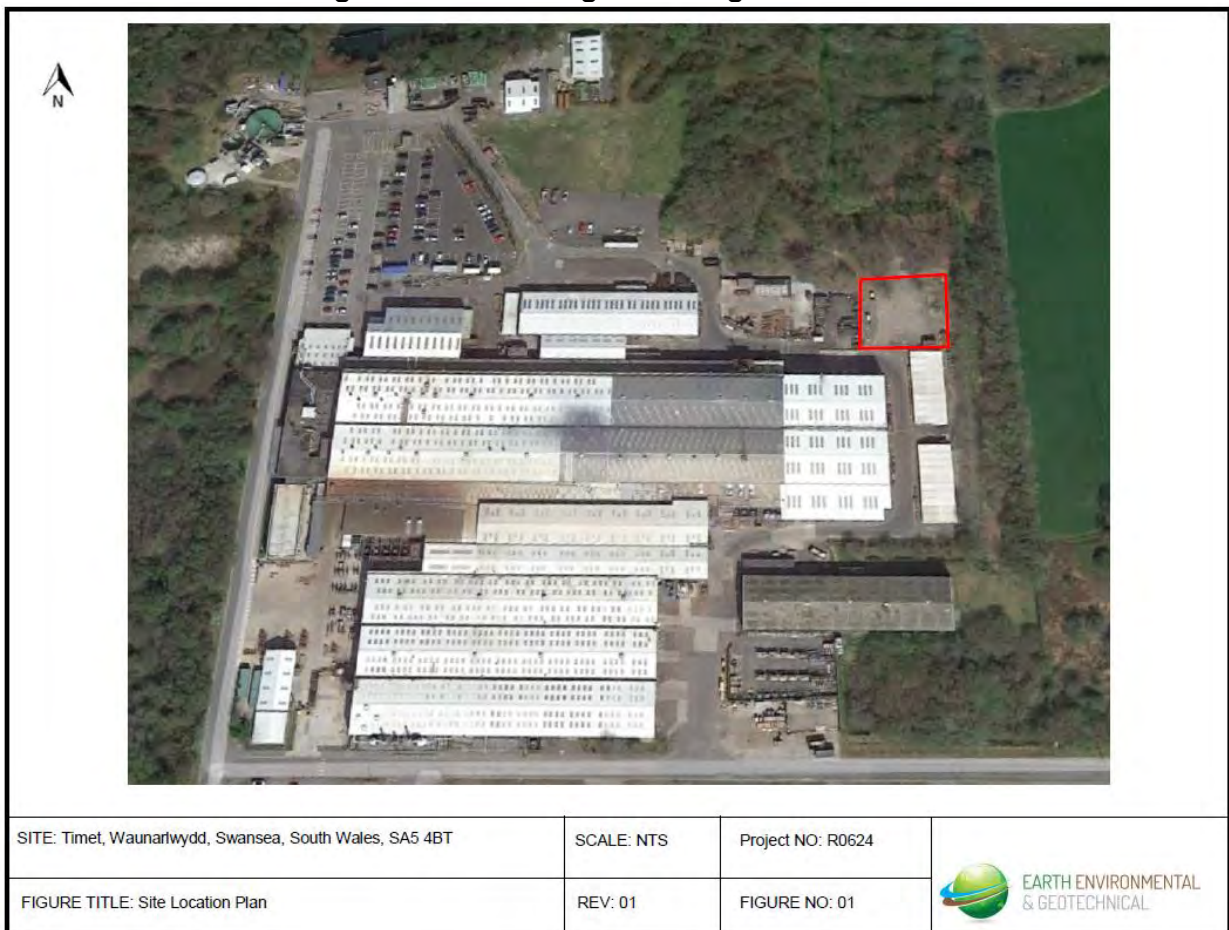 N
SITE: Timet, Waunarlwydd, Swansea, South Wales, SA5 4BT
SCALE: NTS
Project NO: R0624
FIGURE TITLE: Site Location Plan
REV: 01
FIGURE NO: 01
EARTH ENVIRONMENTAL
& GEOTECHNICAL